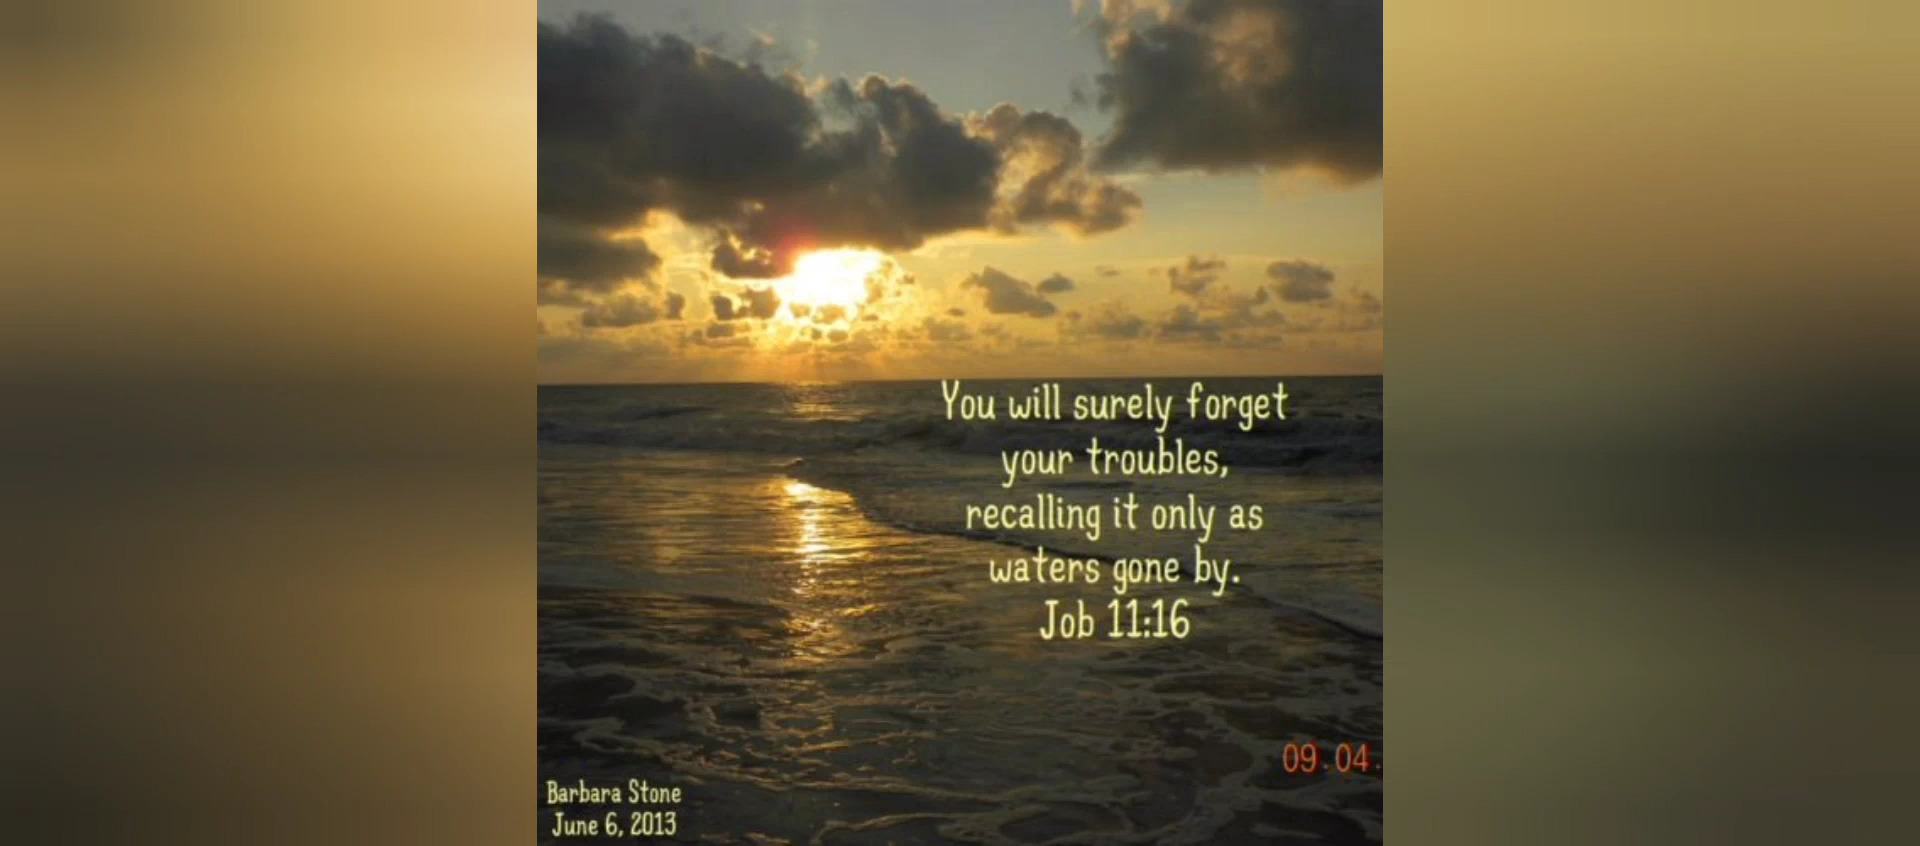 You will surely forget
your troubles,
recalling it only as
waters gone by.
Job 11:16
09.04.
Barbara Stone
June 6, 2013